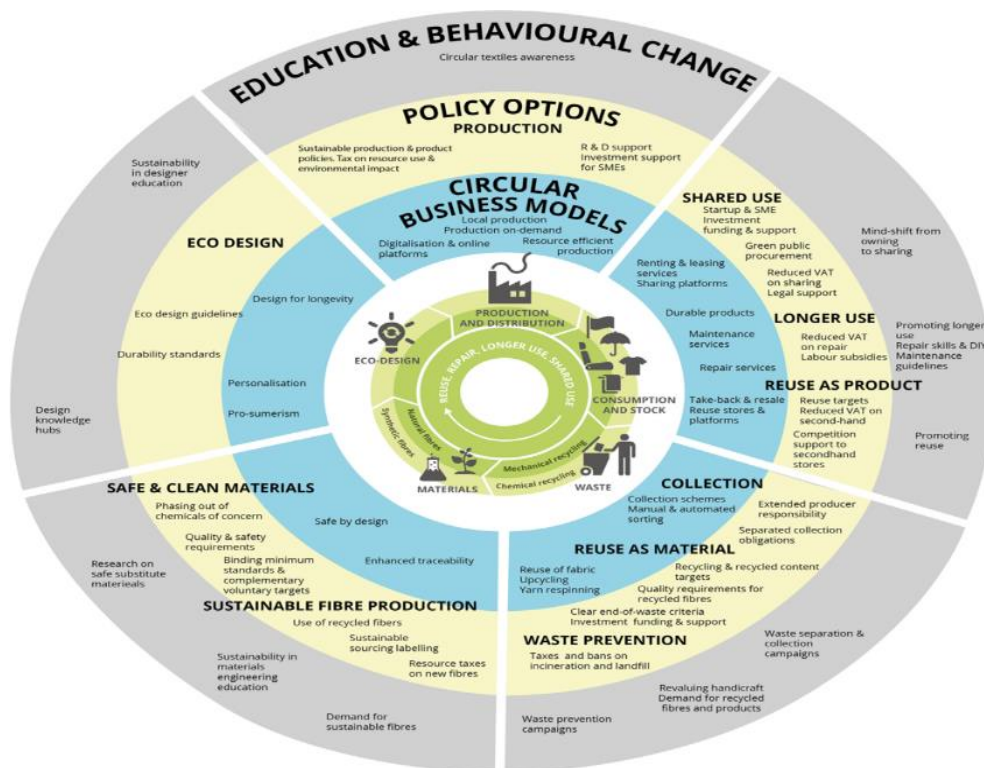 EDUCATION & BEHAVIOURAL CHANGE
Circular textiles awareness
POLICY OPTIONS
PRODUCTION
Sustainable production & product
policies. Tax on resource use &
environmental impact
R & D support
Investment support
for SMEs
CIRCULAR
BUSINESS MODELS
Local production
Production on-demand
Digitalisation & online
platforms
Resource efficient
production
Sustainability
in designer
education
ECO DESIGN
Eco design guidelines
Durability standards
Design for longevity
Personalisation
Pro-sumerism
Design
knowledge
hubs
SHARED USE
Startup & SME
Investment
funding & support
Green public
procurement
Reduced VAT
on sharing
Legal support
Mind-shift from
owning
to sharing
Renting & leasing
services
Sharing platforms
Durable products
Maintenance
services
Repair services
LONGER USE
Reduced VAT
on repair
Labour subsidies
Promoting longer
use
Repair skills & DIY
Maintenance
guidelines
REUSE AS PRODUCT
Take-back & resale
Reuse stores &
platforms
Reuse targets
Reduced VAT on
second-hand
Competition
support to
secondhand
stores
Promoting
reuse
PRODUCTION
AND DISTRIBUTION
ECO-DESIGN
REUSE, REPAIR, LONGER USE, SHARED USE
CONSUMPTION
AND STOCK
Natural fibres
Synthetic fibres
Mechanical recycling
Chemical recycling
MATERIALS
WASTE
SAFE & CLEAN MATERIALS
Phasing out of
chemicals of concern
Quality & safety
requirements
Binding minimum
standards &
complementary
voluntary targets
Safe by design
Enhanced traceability
Research on
safe substitute
materieals
SUSTAINABLE FIBRE PRODUCTION
Use of recycled fibers
Sustainable
sourcing labelling
Resource taxes
on new fibres
Sustainability in
materials
engineering
education
Demand for
sustainable fibres
COLLECTION
Collection schemes
Manual & automated
sorting
Extended producer
responsibility
Separated collection
obligations
REUSE AS MATERIAL
Reuse of fabric
Upcycling
Yarn respinning
Recycling & recycled content
targets
Quality requirements for
recycled fibres
Clear end-of-waste criteria
Investment funding & support
WASTE PREVENTION
Taxes and bans on
incineration and landfill
Waste separation &
collection
campaigns
Revaluing handicraft
Demand for recycled
fibres and products
Waste prevention
campaigns